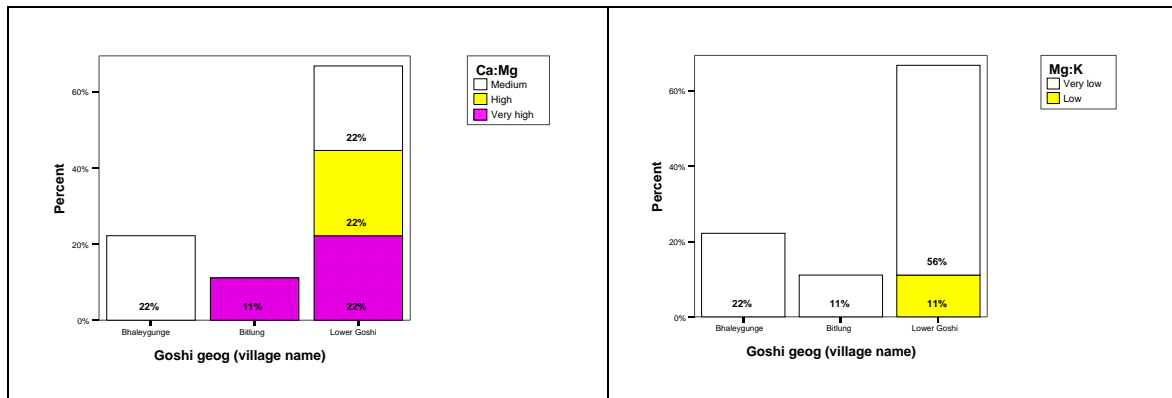 Ca:Mg
Medium
High
Very high
60%
40%
20%
0%
Percent
22%
22%
22%
11%
22%
Bhaleygunge
Bitlung
Lower Goshi
Goshi geog (village name)
Mg:K
Very low
Low
60%
40%
20%
0%
Percent
56%
22%
11%
11%
Bhaleygunge
Bitlung
Lower Goshi
Goshi geog (village name)